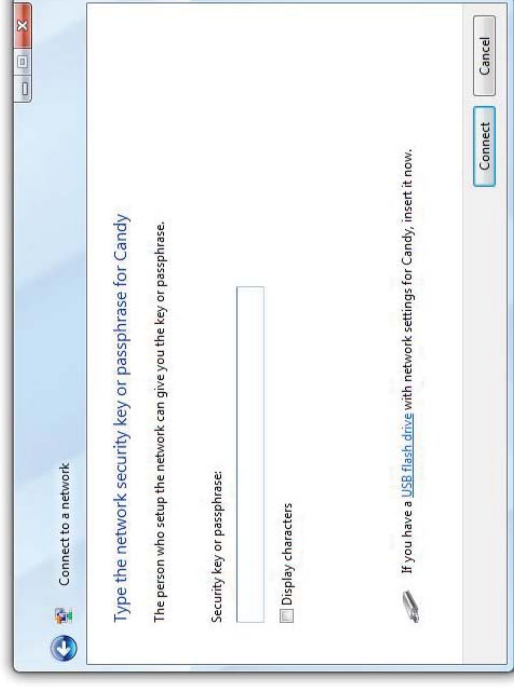 Connect to a network
Type the network security key or passphrase for Candy
The person who setup the network can give you the key or passphrase.
Security key or passphrase:
Display characters
If you have a USB flash drive with network settings for Candy, insert it now.
Connect
Cancel